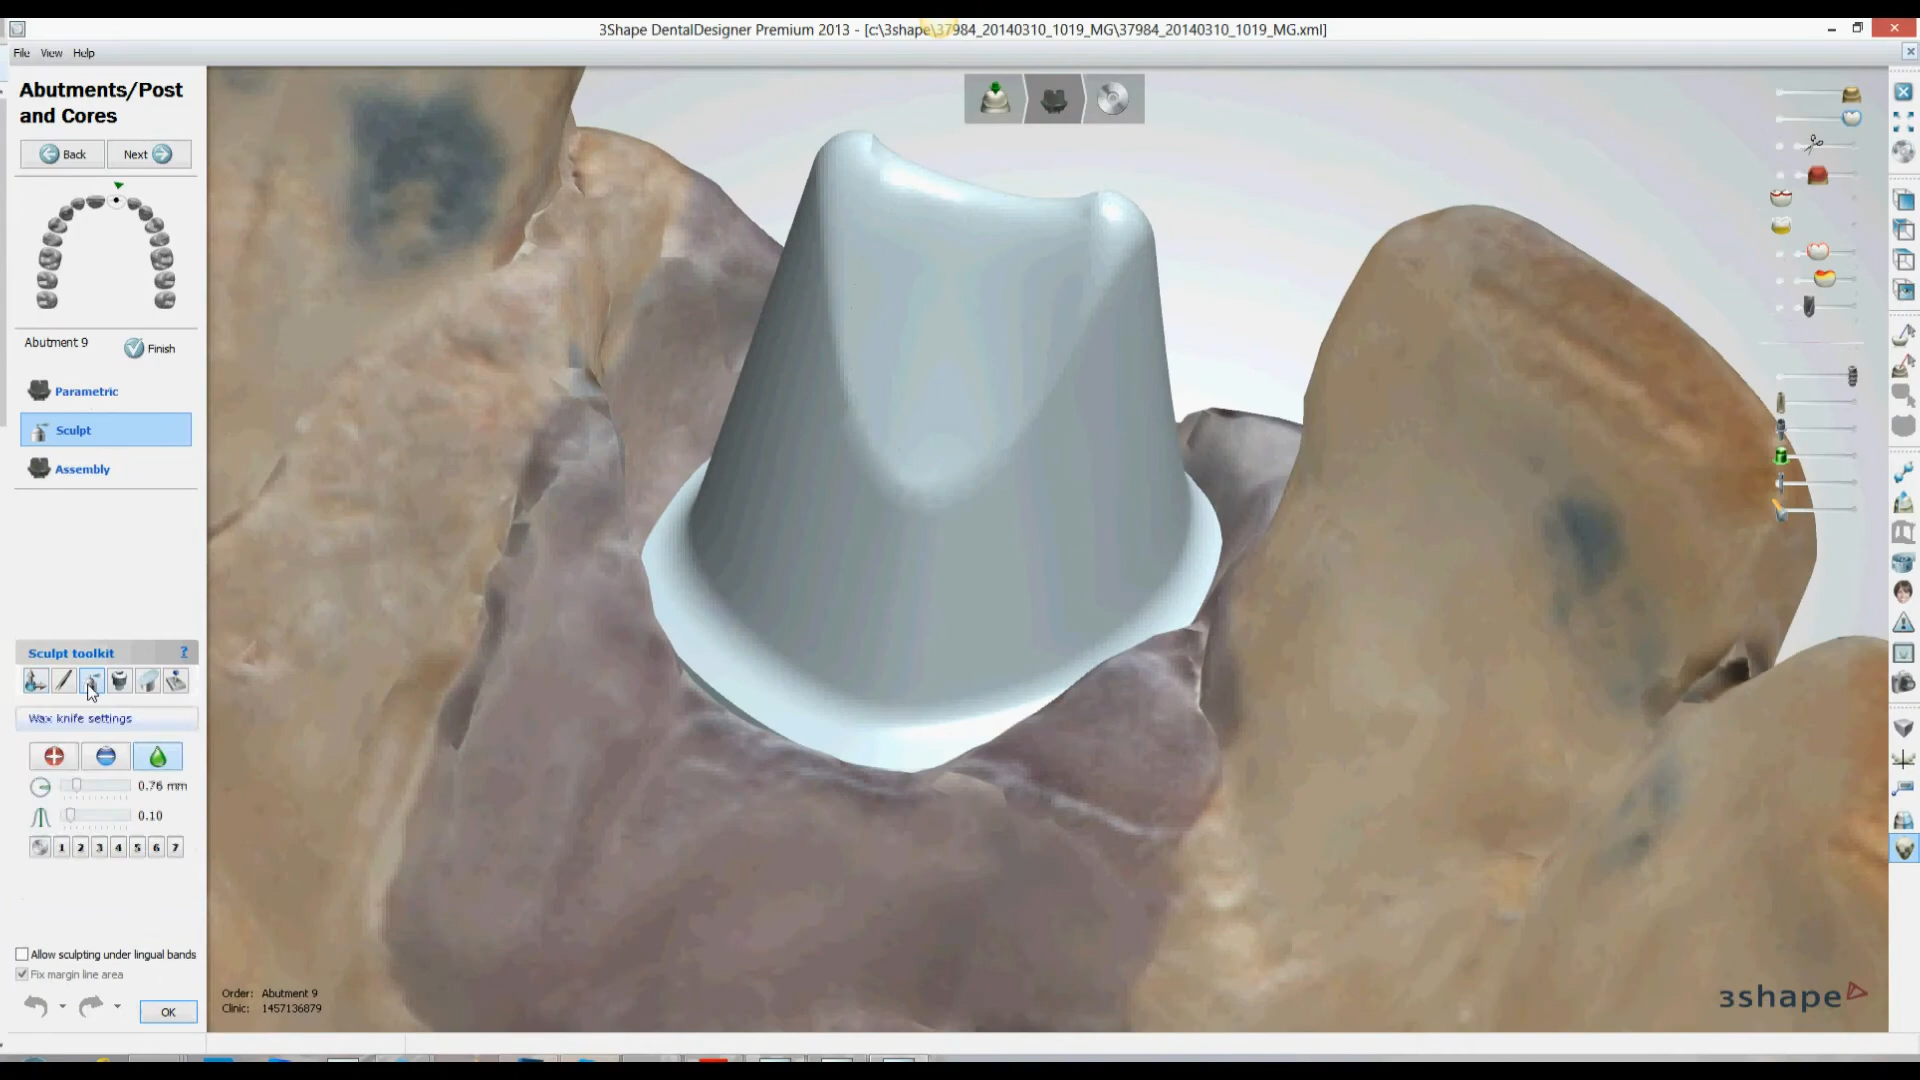 3Shape DentalDesigner Premium 2013 - [c:\3shape\37984_20140310_1019_MG\37984_20140310_1019_MG.xml]
File View Help
Abutments/Post
and Cores
Back Next
Abutment 9 Finish
Parametric
Sculpt
Assembly
Sculpt toolkit ?
Wax knife settings
0.76 mm
0.10
1 2 3 4 5 6 7
Allow sculpting under lingual bands
Fix margin line area
OK
Order: Abutment 9
Clinic: 1457136879
3shape